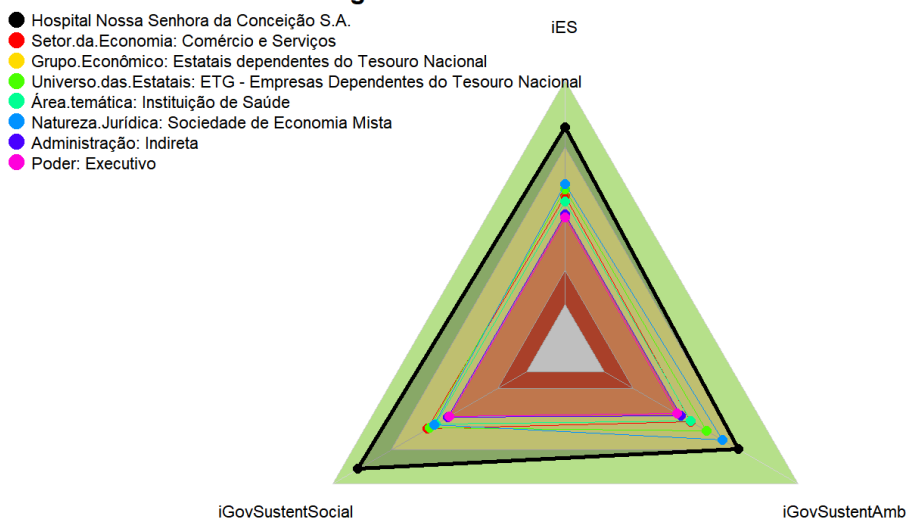 Hospital Nossa Senhora da Conceição S.A.
Setor.da.Economia: Comércio e Serviços
Grupo.Econômico: Estatais dependentes do Tesouro Nacional
Universo.das.Estatais: ETG - Empresas Dependentes do Tesouro Nacional
Área.temática: Instituição de Saúde
Natureza.Jurídica: Sociedade de Economia Mista
Administração: Indireta
Poder: Executivo
iES
iGovSustentSocial
iGovSustentAmb